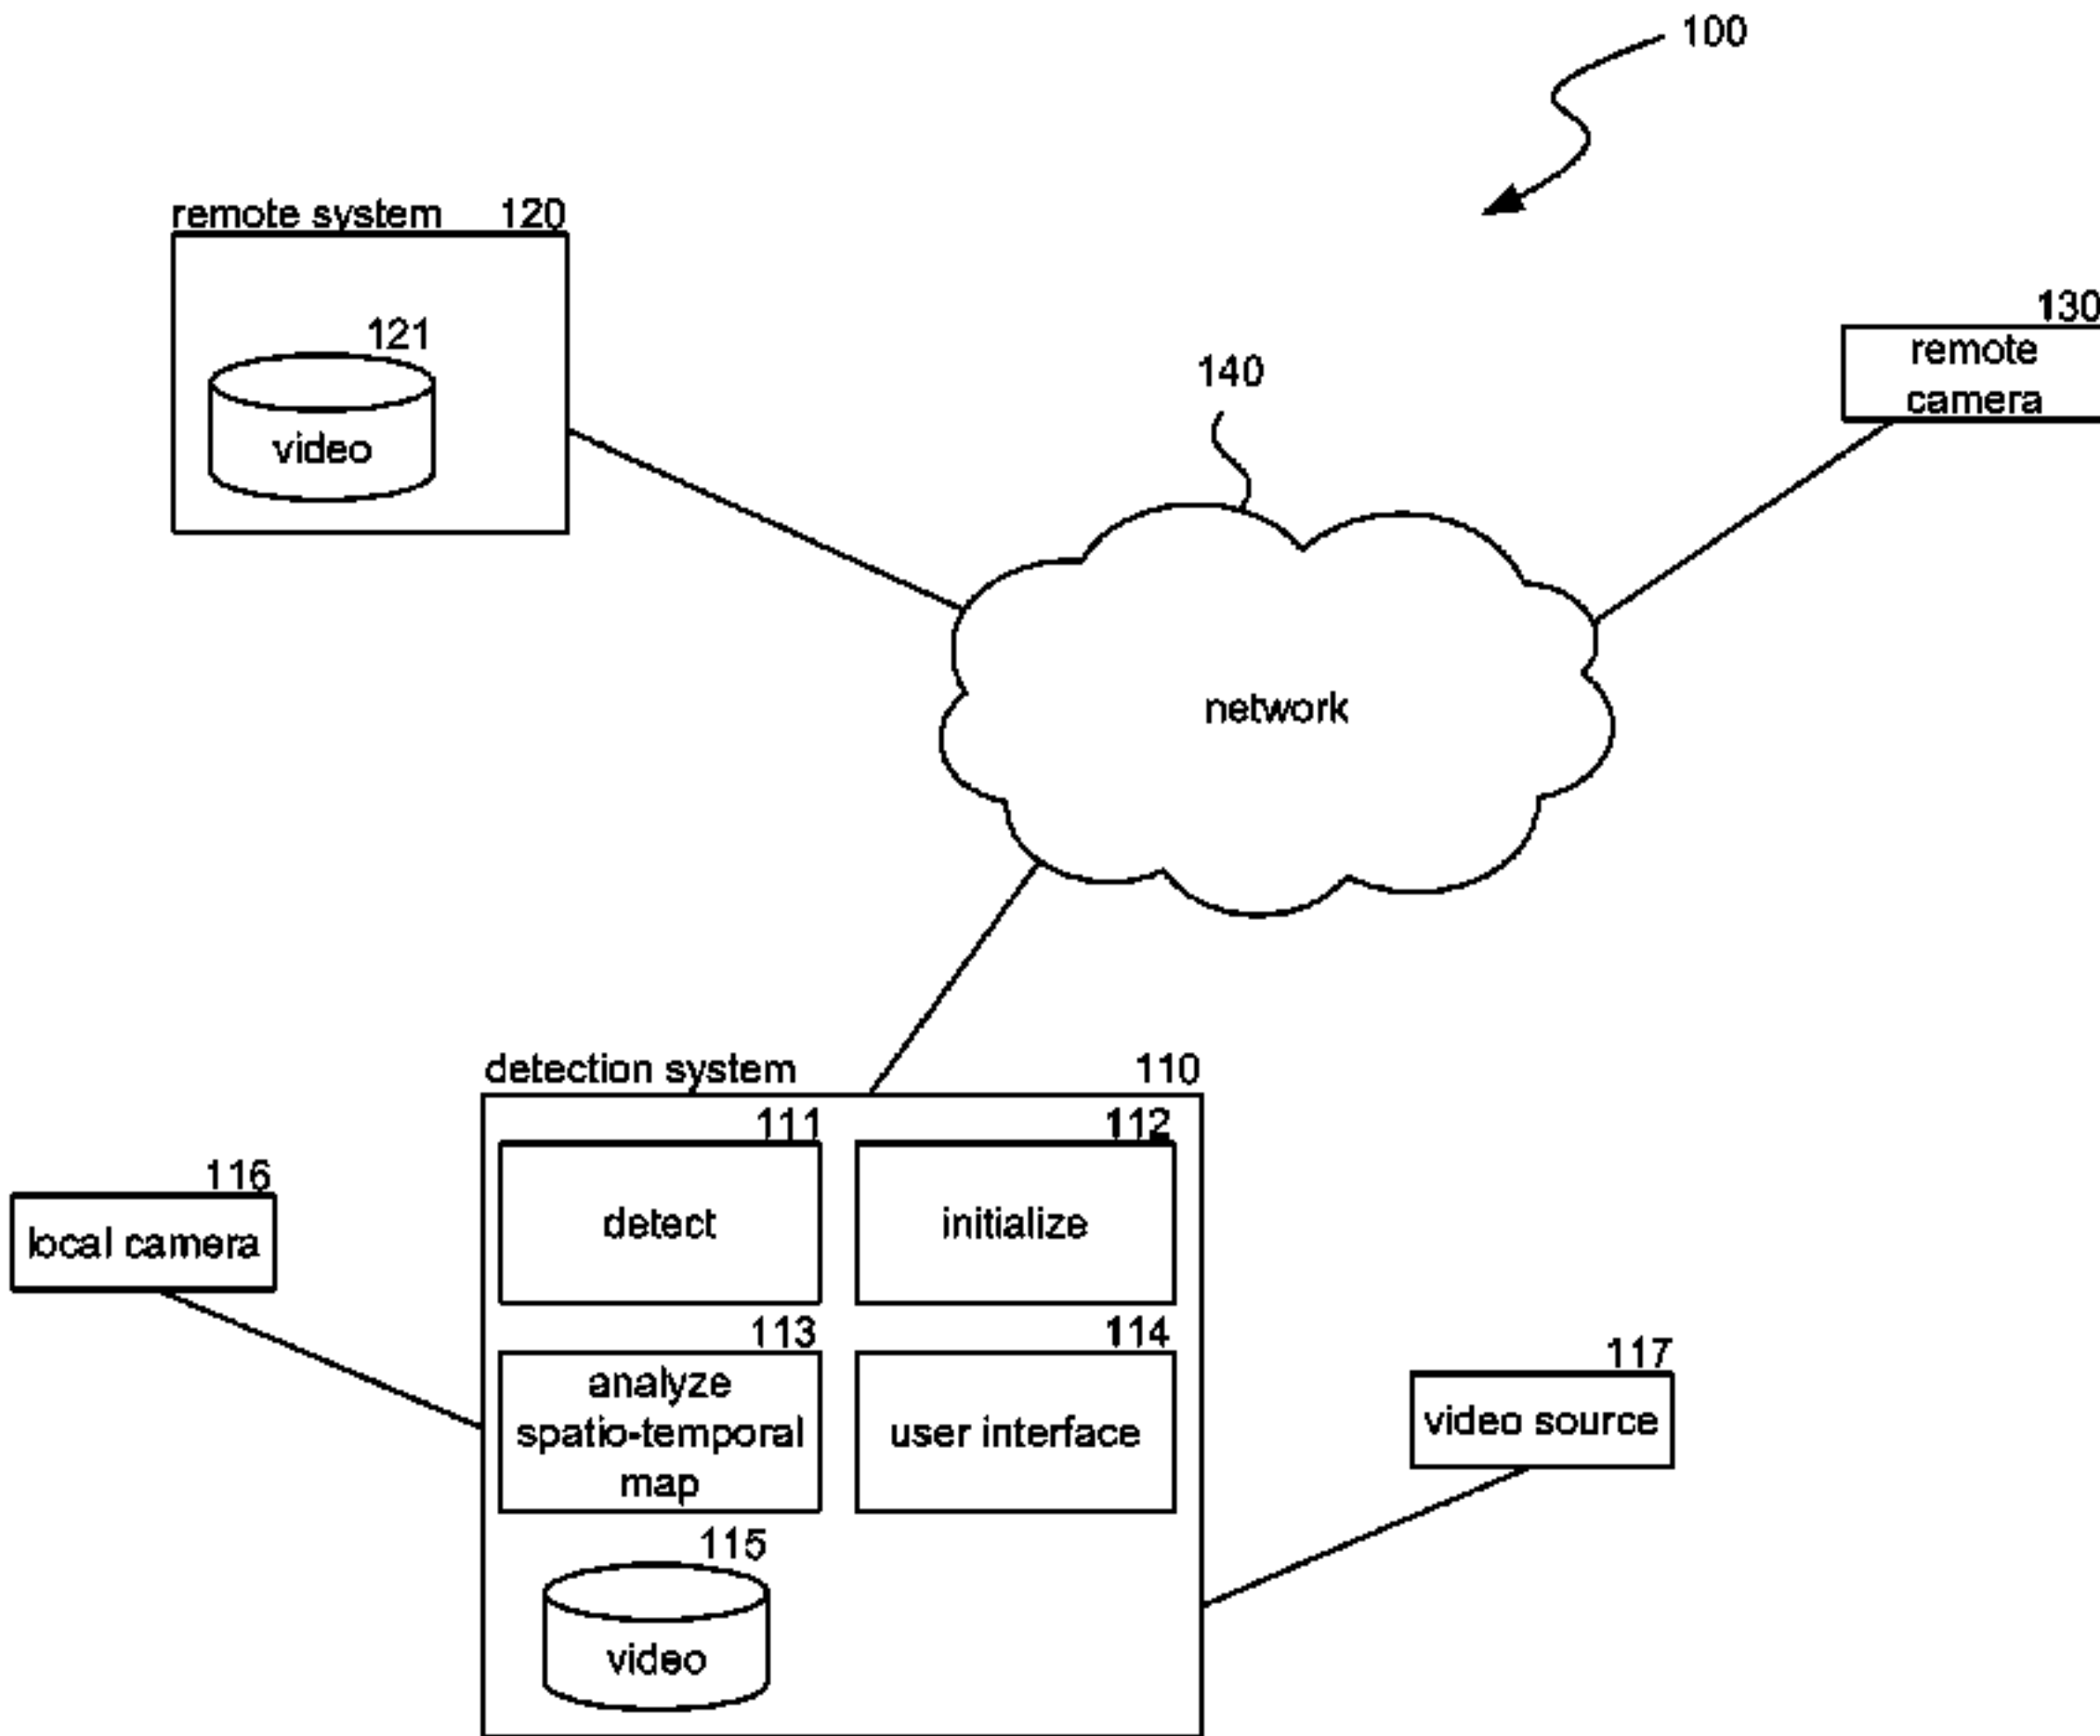 100
remote system 120
121
video
130
remote
camera
140
network
detection system 110
111 112
detect initialize
113 114
analyze
spatio-temporal
map
user interface
115
video
116
local camera
117
video source